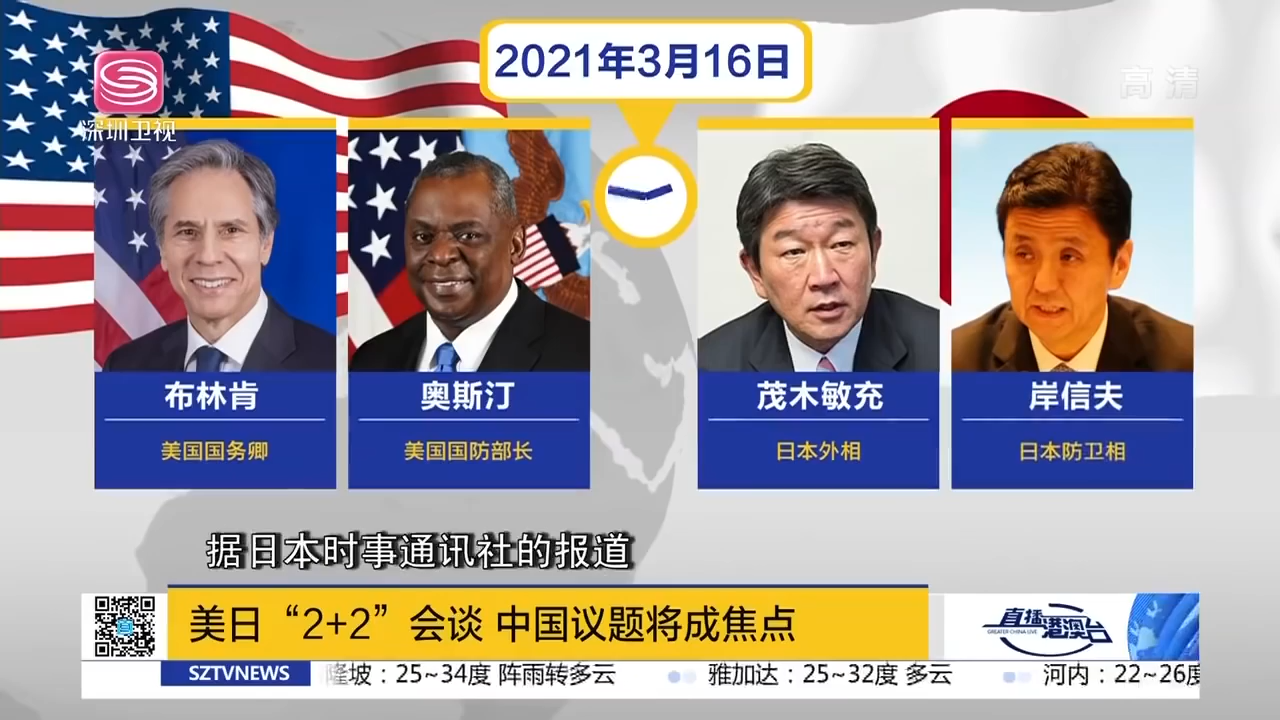 2021年3月16日
高清
深圳卫视
布林肯
美国国务卿
奥斯汀
美国国防部长
茂木敏充
日本外相
岸信夫
日本防卫相
据日本时事通讯社的报道
美日“2+2”会谈 中国议题将成焦点
直播港澳台
GREATER CHINA LIVE
SZTVNEWS
隆坡：25~34度 阵雨转多云 雅加达：25~32度 多云 河内：22~26度